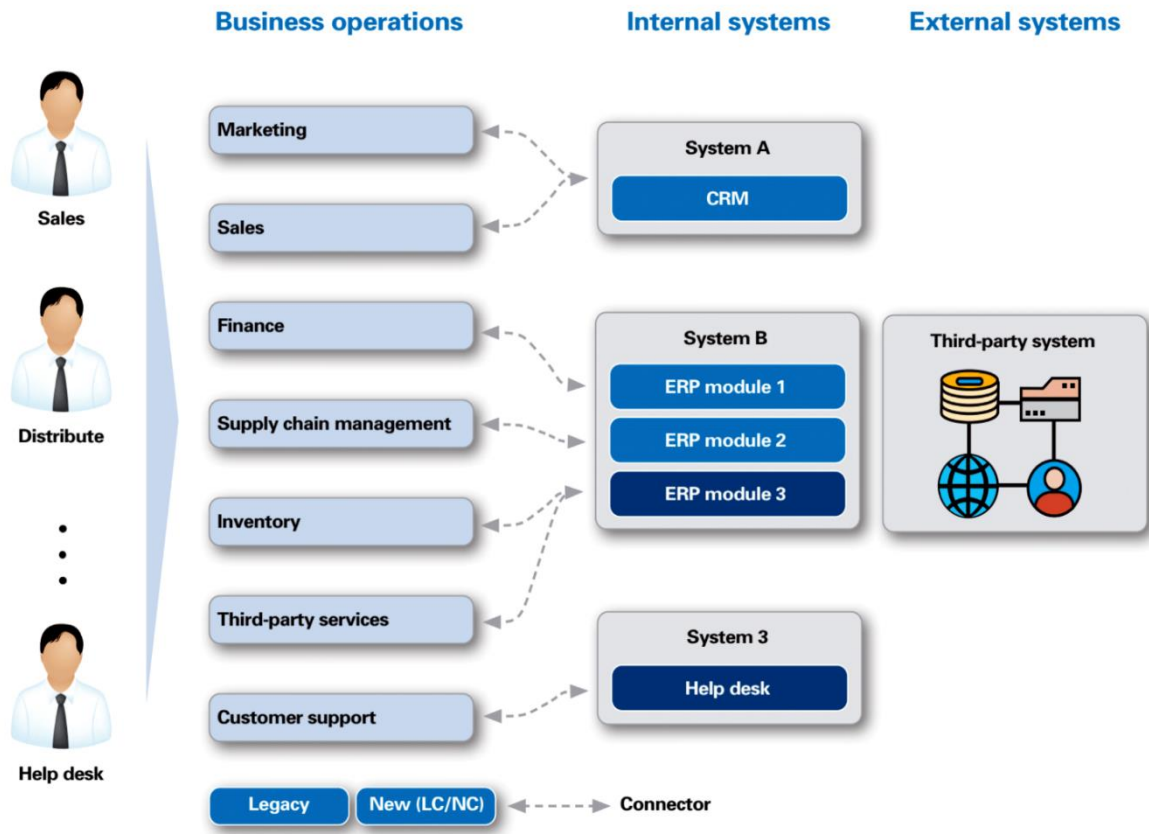 Business operations
Internal systems
External systems
Sales
Distribute
Help desk
Marketing
Sales
Finance
Supply chain management
Inventory
Third-party services
Customer support
System A
CRM
System B
ERP module 1
ERP module 2
ERP module 3
System 3
Help desk
Third-party system
Legacy
New (LC/NC)
Connector